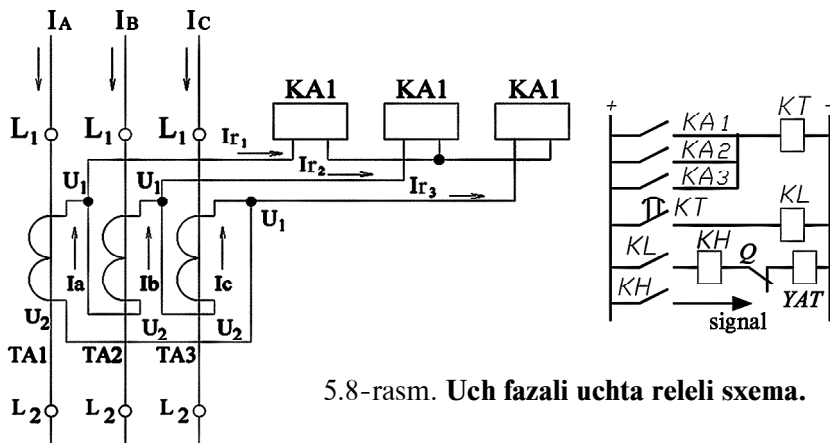 IA IB IC
KA1 KA1 KA1
L1 L1 L1
Ir1
Ir2
Ir3
U1 U1 U1
Ia Ib Ic
U2 U2 U2
TA1 TA2 TA3
L2 L2 L2
+ -
KA1 KT
KA2
KA3
KT KL
KL KH Q YAT
KH
signal
5.8-rasm. Uch fazali uchta releli sxema.